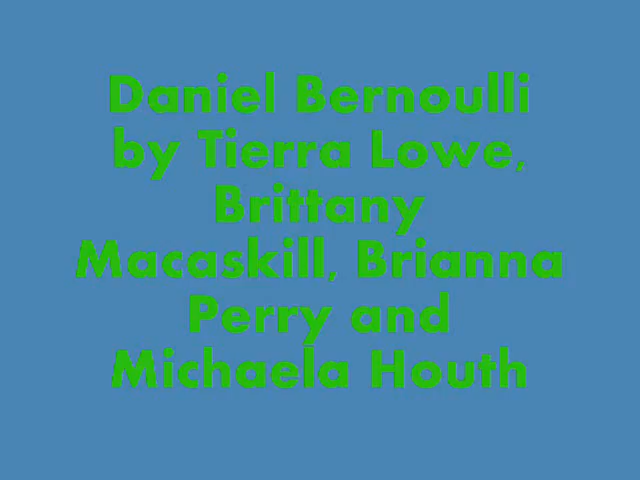 Daniel Bernoulli
by Tierra Lowe,
Brittany
Macaskill, Brianna
Perry and
Michaela Houth